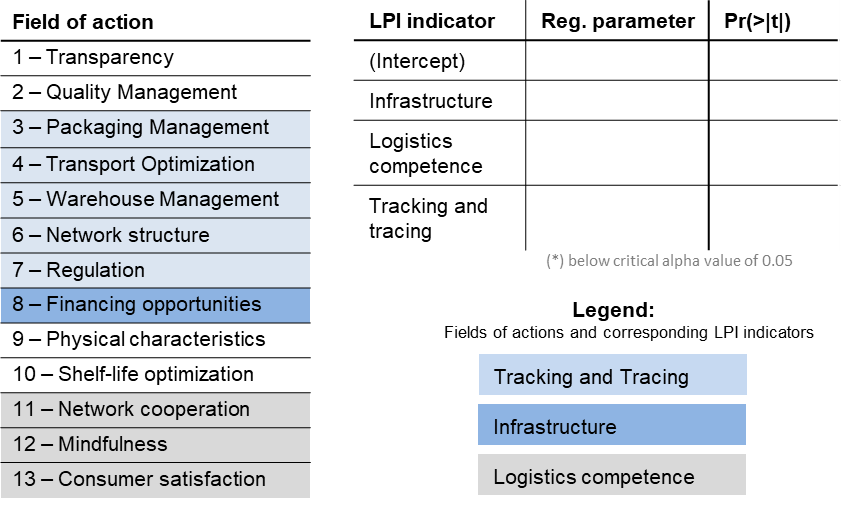 Field of action
1 – Transparency
2 – Quality Management
3 – Packaging Management
4 – Transport Optimization
5 – Warehouse Management
6 – Network structure
7 – Regulation
8 – Financing opportunities
9 – Physical characteristics
10 – Shelf-life optimization
11 – Network cooperation
12 – Mindfulness
13 – Consumer satisfaction
LPI indicator Reg. parameter Pr(>|t|)
(Intercept)
Infrastructure
Logistics
competence
Tracking and
tracing
(*) below critical alpha value of 0.05
Legend:
Fields of actions and corresponding LPI indicators
Tracking and Tracing
Infrastructure
Logistics competence